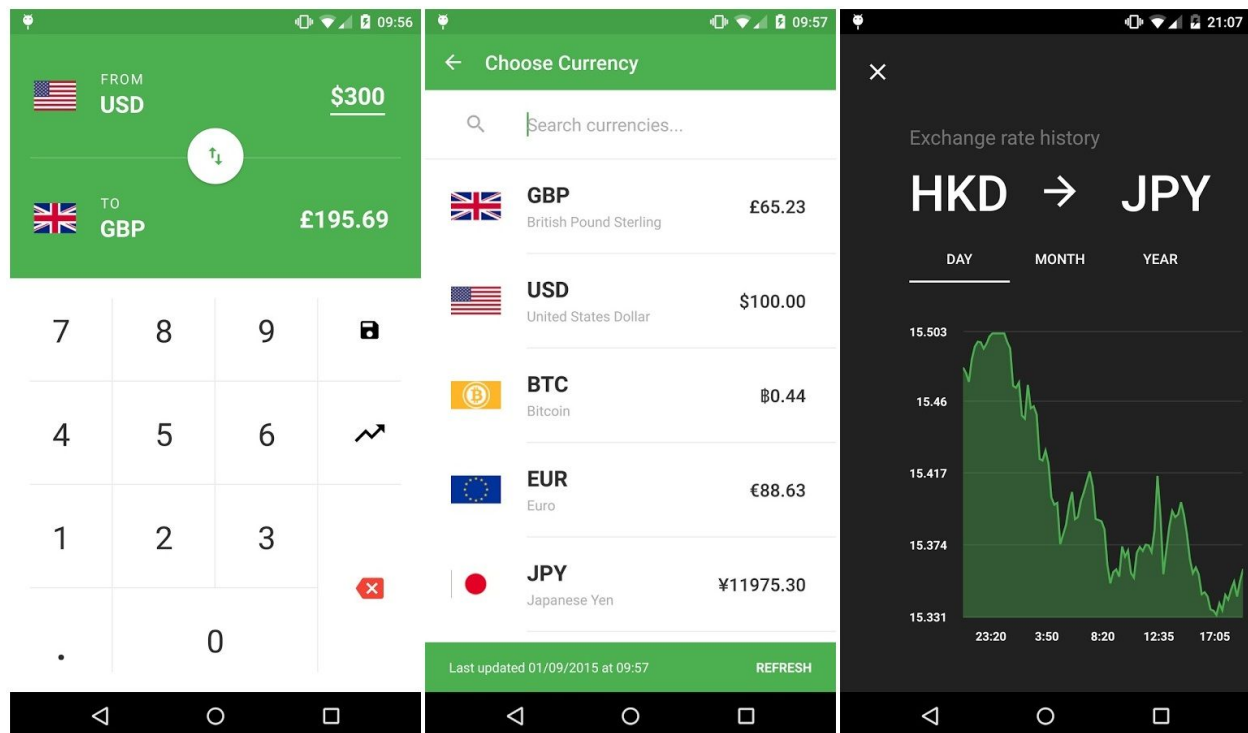 09:56
FROM
USD
$300
TO
GBP
£195.69
7 8 9
4 5 6
1 2 3
. 0
09:57
Choose Currency
Search currencies...
GBP
British Pound Sterling
£65.23
USD
United States Dollar
$100.00
BTC
Bitcoin
฿0.44
EUR
Euro
€88.63
JPY
Japanese Yen
¥11975.30
Last updated 01/09/2015 at 09:57
REFRESH
21:07
Exchange rate history
HKD → JPY
DAY MONTH YEAR
15.503
15.46
15.417
15.374
15.331
23:20 3:50 8:20 12:35 17:05